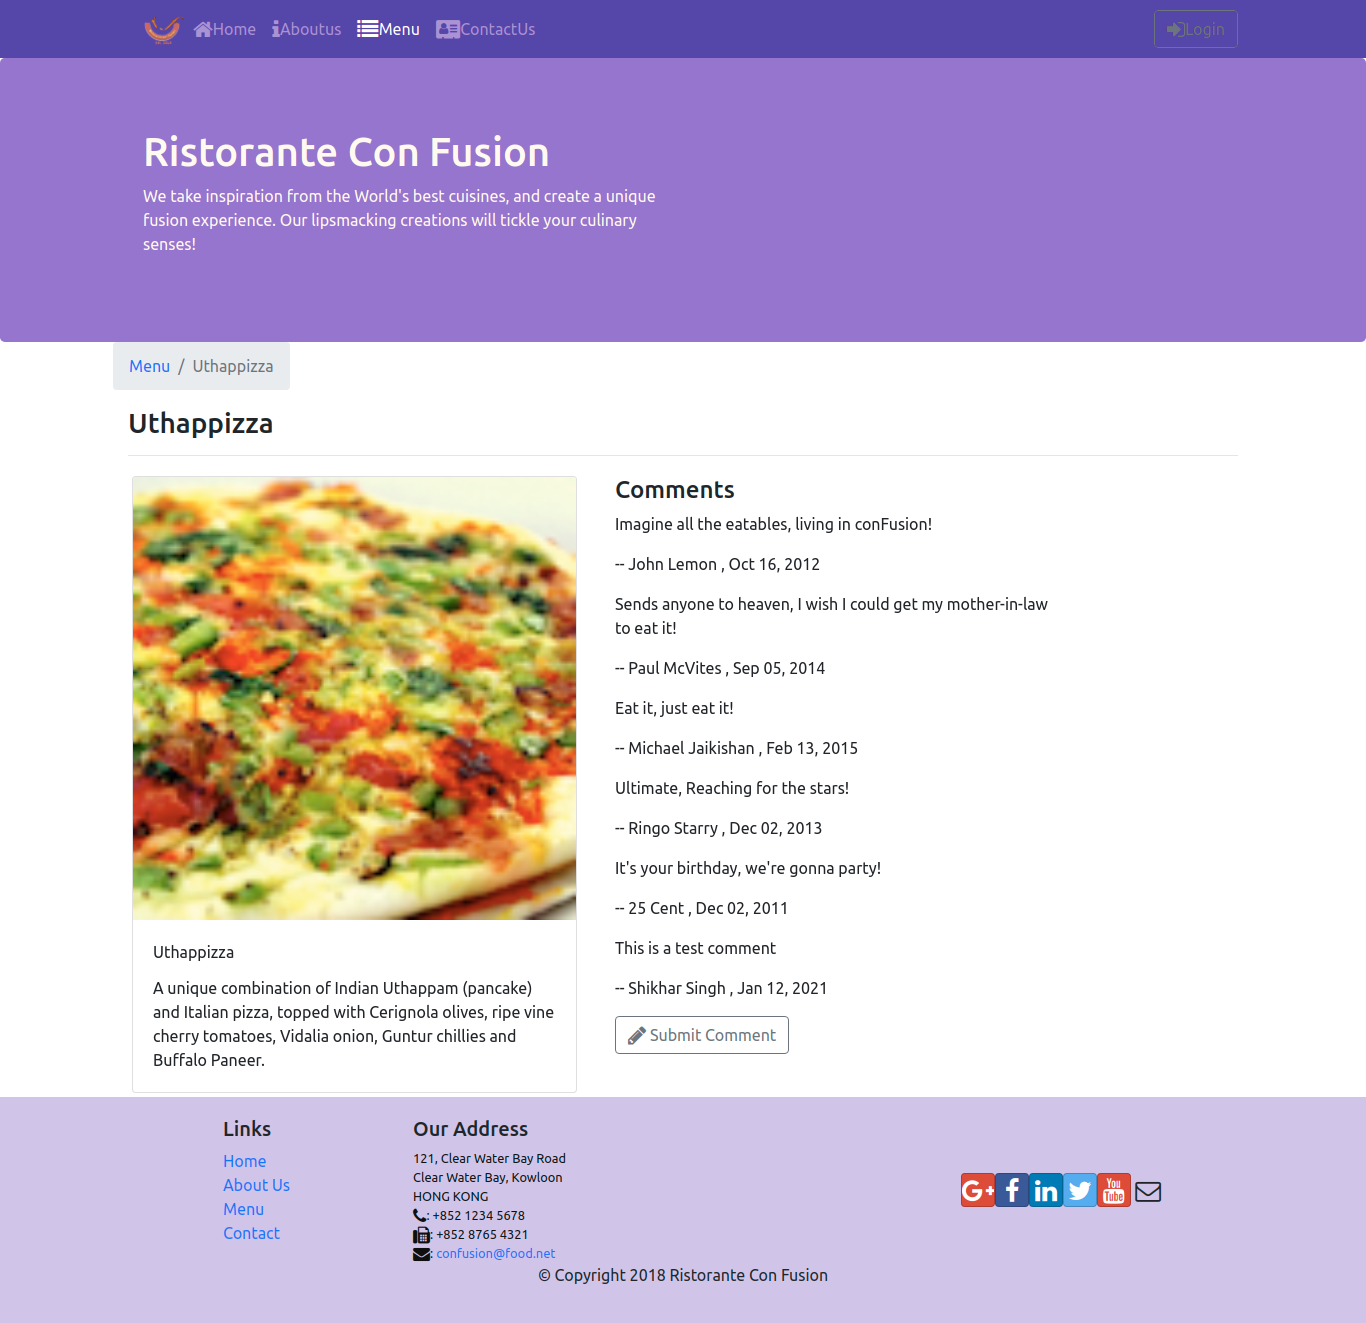 Home Aboutus Menu ContactUs Login
Ristorante Con Fusion
We take inspiration from the World's best cuisines, and create a unique
fusion experience. Our lipsmacking creations will tickle your culinary
senses!
Menu / Uthappizza
Uthappizza
Uthappizza
A unique combination of Indian Uthappam (pancake)
and Italian pizza, topped with Cerignola olives, ripe vine
cherry tomatoes, Vidalia onion, Guntur chillies and
Buffalo Paneer.
Comments
Imagine all the eatables, living in conFusion!
-- John Lemon , Oct 16, 2012
Sends anyone to heaven, I wish I could get my mother-in-law
to eat it!
-- Paul McVites , Sep 05, 2014
Eat it, just eat it!
-- Michael Jaikishan , Feb 13, 2015
Ultimate, Reaching for the stars!
-- Ringo Starry , Dec 02, 2013
It's your birthday, we're gonna party!
-- 25 Cent , Dec 02, 2011
This is a test comment
-- Shikhar Singh , Jan 12, 2021
Submit Comment
Links
Home
About Us
Menu
Contact
Our Address
121, Clear Water Bay Road
Clear Water Bay, Kowloon
HONG KONG
: +852 1234 5678
: +852 8765 4321
: confusion@food.net
G+ f in You Tube
© Copyright 2018 Ristorante Con Fusion